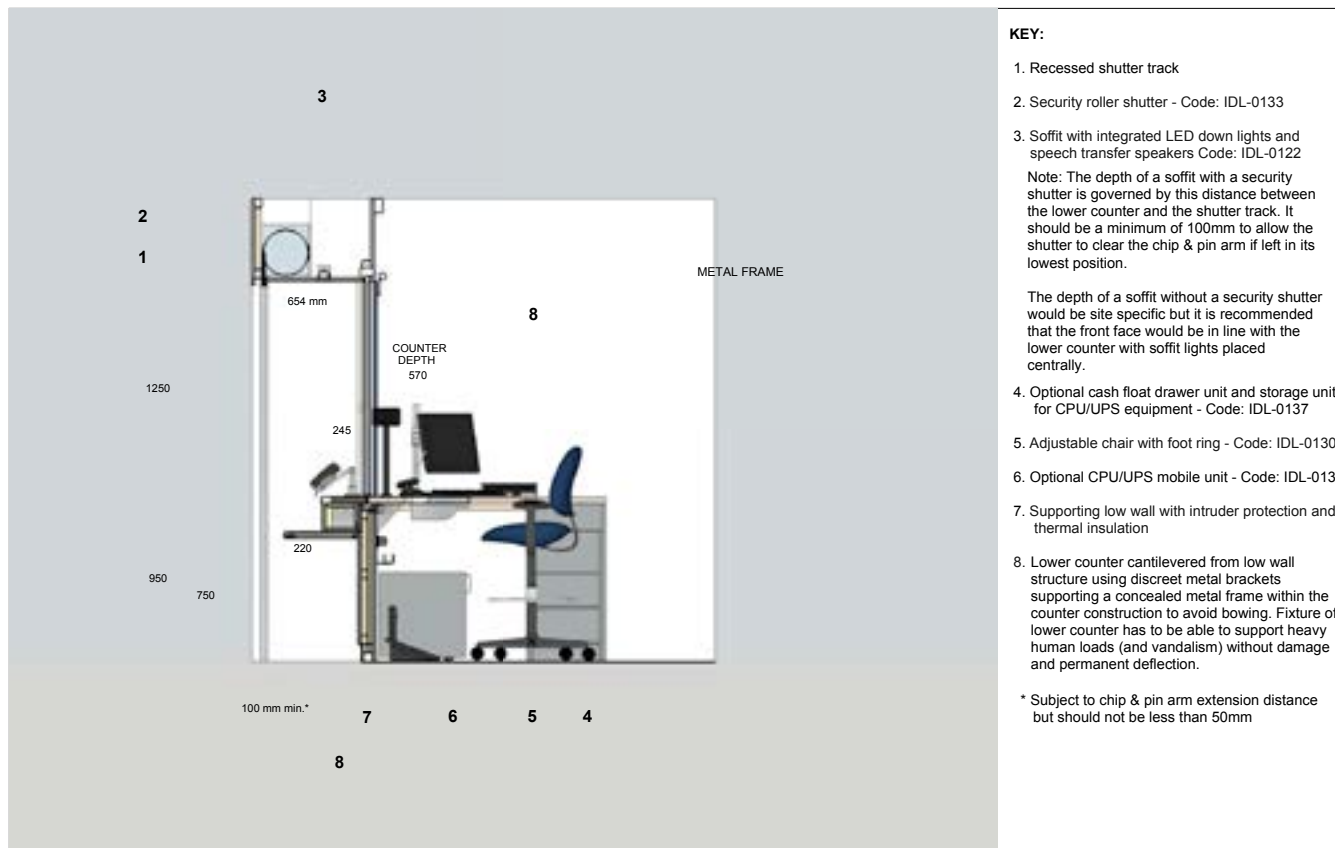 3
2
1
654 mm
METAL FRAME
8
COUNTER
DEPTH
570
1250
245
220
950
750
100 mm min.*
7
6
5
4
8
KEY:
1. Recessed shutter track
2. Security roller shutter - Code: IDL-0133
3. Soffit with integrated LED down lights and
speech transfer speakers Code: IDL-0122
Note: The depth of a soffit with a security
shutter is governed by this distance between
the lower counter and the shutter track. It
should be a minimum of 100mm to allow the
shutter to clear the chip & pin arm if left in its
lowest position.
The depth of a soffit without a security shutter
would be site specific but it is recommended
that the front face would be in line with the
lower counter with soffit lights placed
centrally.
4. Optional cash float drawer unit and storage unit
for CPU/UPS equipment - Code: IDL-0137
5. Adjustable chair with foot ring - Code: IDL-0130
6. Optional CPU/UPS mobile unit - Code: IDL-013
7. Supporting low wall with intruder protection and
thermal insulation
8. Lower counter cantilevered from low wall
structure using discreet metal brackets
supporting a concealed metal frame within the
counter construction to avoid bowing. Fixture of
lower counter has to be able to support heavy
human loads (and vandalism) without damage
and permanent deflection.
* Subject to chip & pin arm extension distance
but should not be less than 50mm